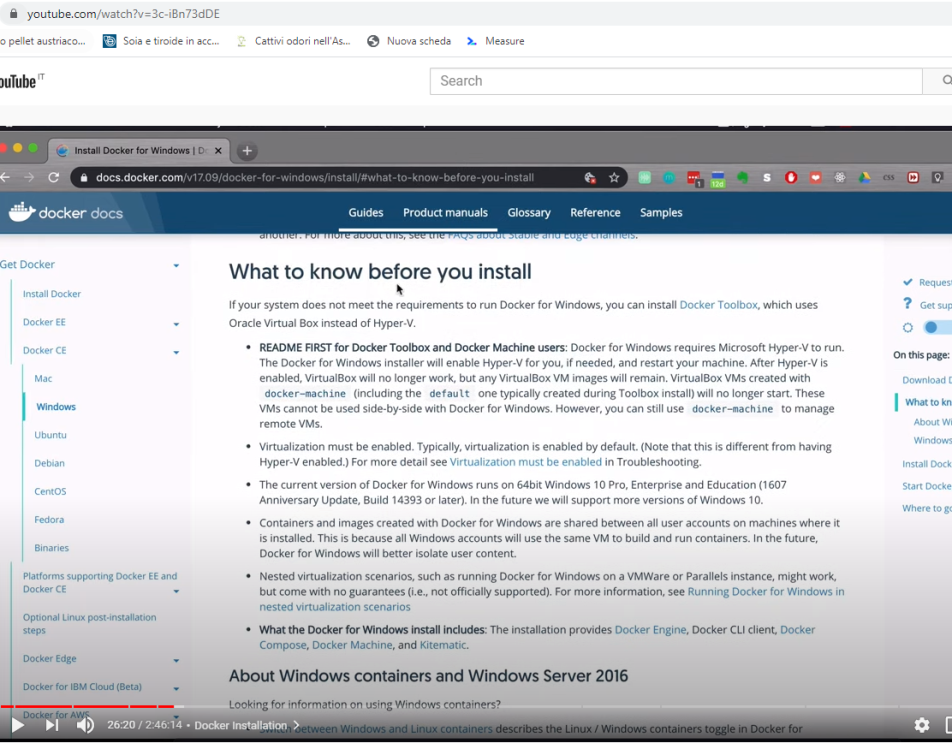 youtube.com/watch?v=3c-iBn73dDE
o pellet austriaco... Soia e tiroide in acc... Cattivi odori nell'As... Nuova scheda Measure
ouTube IT
Search
Install Docker for Windows | Do
docs.docker.com/v17.09/docker-for-windows/install/#what-to-know-before-you-install
docker docs
Guides Product manuals Glossary Reference Samples
another. For more about this, see the FAQs about Stable and Edge channels.
Get Docker
Install Docker
Docker EE
Docker CE
Mac
Windows
Ubuntu
Debian
CentOS
Fedora
Binaries
Platforms supporting Docker EE and
Docker CE
Optional Linux post-installation
steps
Docker Edge
Docker for IBM Cloud (Beta)
Docker for AWS
What to know before you install
If your system does not meet the requirements to run Docker for Windows, you can install Docker Toolbox, which uses
Oracle Virtual Box instead of Hyper-V.
• README FIRST for Docker Toolbox and Docker Machine users: Docker for Windows requires Microsoft Hyper-V to run.
The Docker for Windows installer will enable Hyper-V for you, if needed, and restart your machine. After Hyper-V is
enabled, VirtualBox will no longer work, but any VirtualBox VM images will remain. VirtualBox VMs created with
docker-machine (including the default one typically created during Toolbox install) will no longer start. These
VMs cannot be used side-by-side with Docker for Windows. However, you can still use docker-machine to manage
remote VMs.
• Virtualization must be enabled. Typically, virtualization is enabled by default. (Note that this is different from having
Hyper-V enabled.) For more detail see Virtualization must be enabled in Troubleshooting.
• The current version of Docker for Windows runs on 64bit Windows 10 Pro, Enterprise and Education (1607
Anniversary Update, Build 14393 or later). In the future we will support more versions of Windows 10.
• Containers and images created with Docker for Windows are shared between all user accounts on machines where it
is installed. This is because all Windows accounts will use the same VM to build and run containers. In the future,
Docker for Windows will better isolate user content.
• Nested virtualization scenarios, such as running Docker for Windows on a VMWare or Parallels instance, might work,
but come with no guarantees (i.e., not officially supported). For more information, see Running Docker for Windows in
nested virtualization scenarios
• What the Docker for Windows install includes: The installation provides Docker Engine, Docker CLI client, Docker
Compose, Docker Machine, and Kitematic.
About Windows containers and Windows Server 2016
Looking for information on using Windows containers?
• Switch between Windows and Linux containers describes the Linux / Windows containers toggle in Docker for
Request
Get sup
On this page:
Download D
What to kn
About Wi
Windows
Install Dock
Start Docke
Where to go
26:20 / 2:46:14 • Docker Installation >